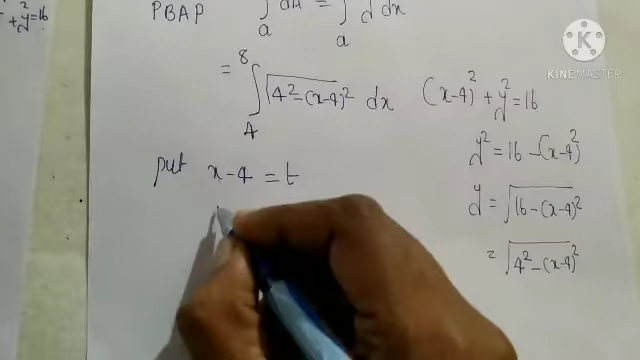 + y² = 16
PBAP ∫ₐ dA = ∫ₐ y dx
= ∫₄⁸ √(4² - (x-4)²) dx
(x-4)² + y² = 16
y² = 16 - (x-4)²
put x - 4 = t
y = √(16 - (x-4)²)
= √(4² - (x-4)²)
KINEMASTER